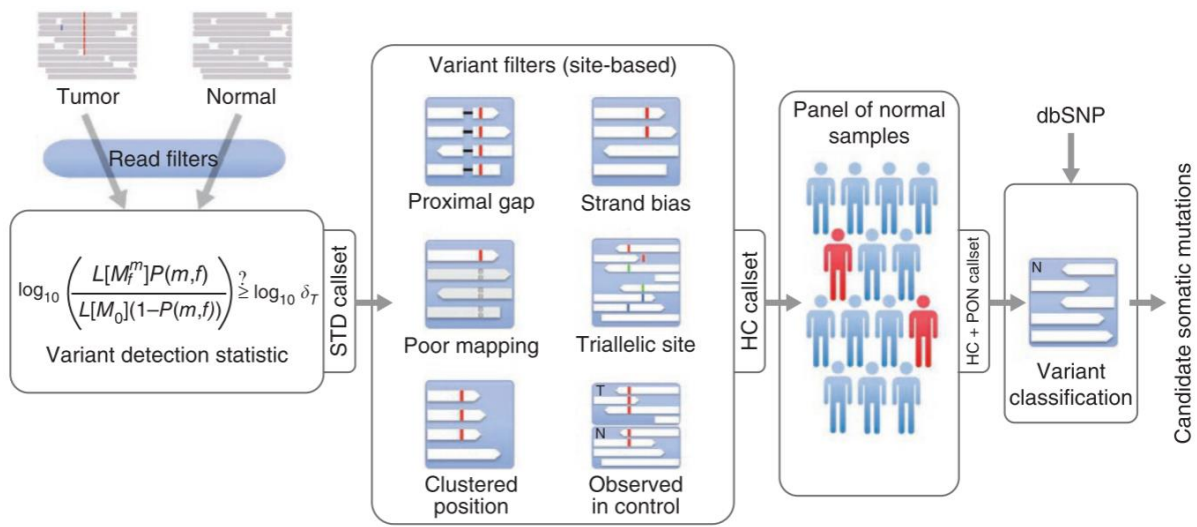 Tumor
Normal
Read filters
log10 ( L[M_f^m]P(m,f) / L[M0](1–P(m,f)) ) ≥? log10 δT
Variant detection statistic
STD callset
Variant filters (site-based)
Proximal gap
Strand bias
Poor mapping
Triallelic site
Clustered
position
T
N
Observed
in control
HC callset
Panel of normal
samples
HC + PON callset
dbSNP
N
Variant
classification
Candidate somatic mutations